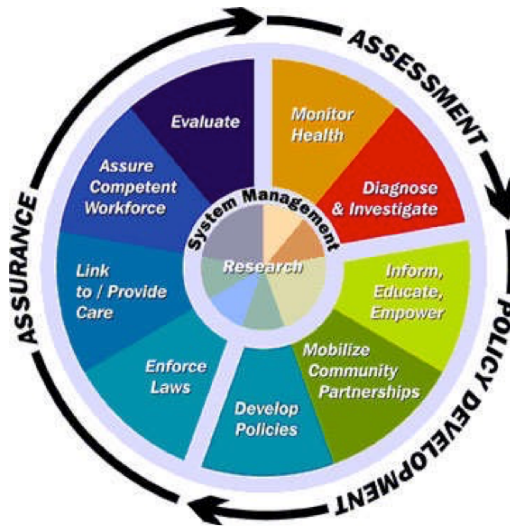 ASSESSMENT
Monitor
Health
Diagnose
& Investigate
POLICY DEVELOPMENT
Inform,
Educate,
Empower
Mobilize
Community
Partnerships
Develop
Policies
ASSURANCE
Enforce
Laws
Link
to / Provide
Care
Assure
Competent
Workforce
Evaluate
System Management
Research